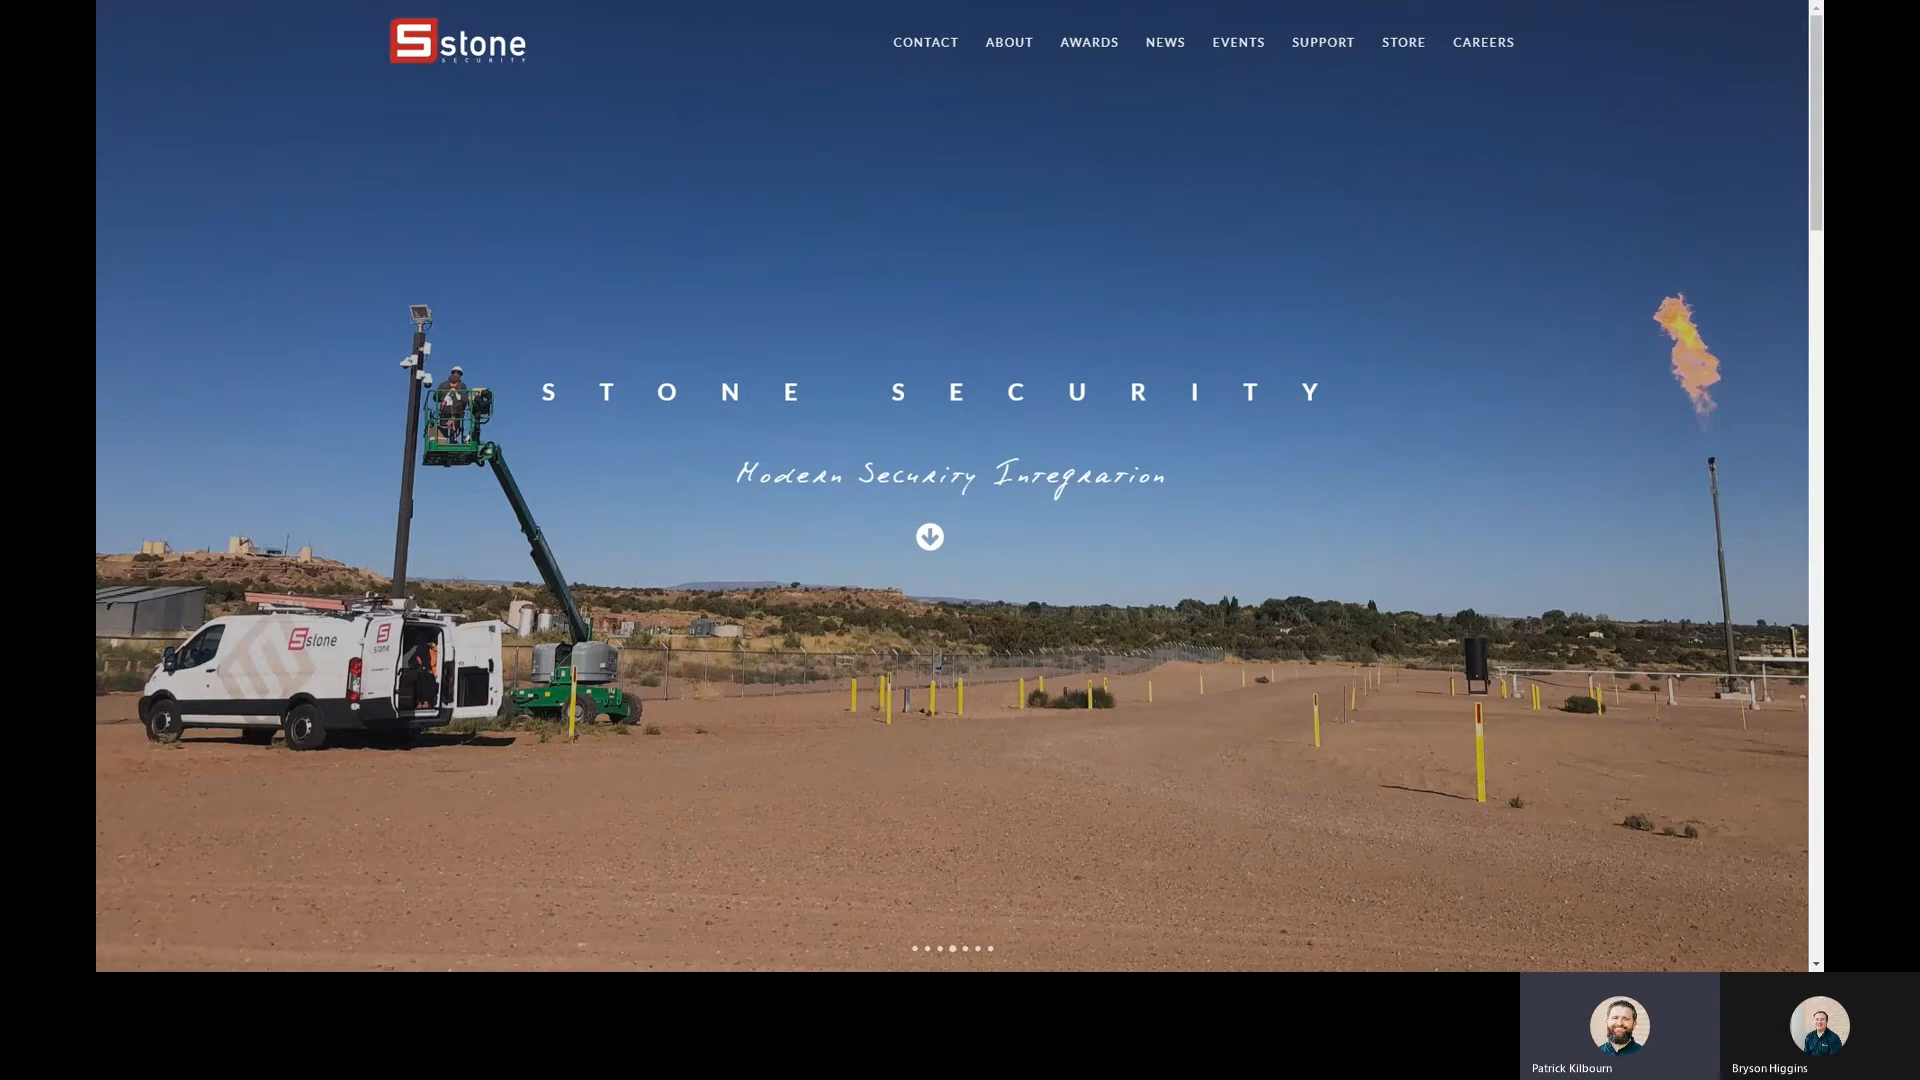 stone
SECURITY
CONTACT ABOUT AWARDS NEWS EVENTS SUPPORT STORE CAREERS
STONE SECURITY
Modern Security Integration
stone
stone
Patrick Kilbourn
Bryson Higgins